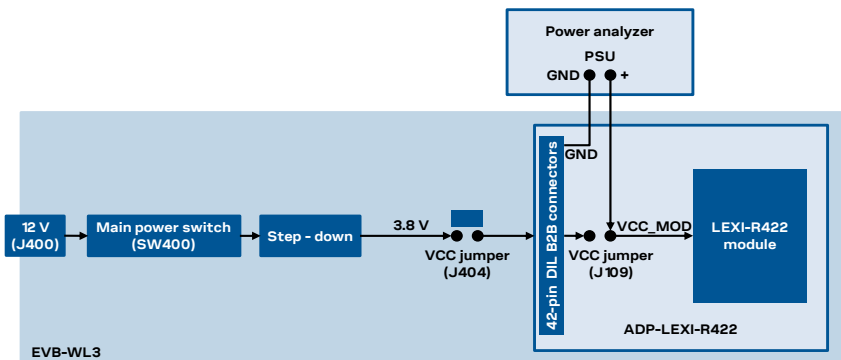 Power analyzer
PSU
GND
+
GND
42-pin DIL B2B connectors
12 V
(J400)
Main power switch
(SW400)
Step - down
3.8 V
VCC jumper
(J404)
VCC jumper
(J109)
VCC_MOD
LEXI-R422
module
ADP-LEXI-R422
EVB-WL3